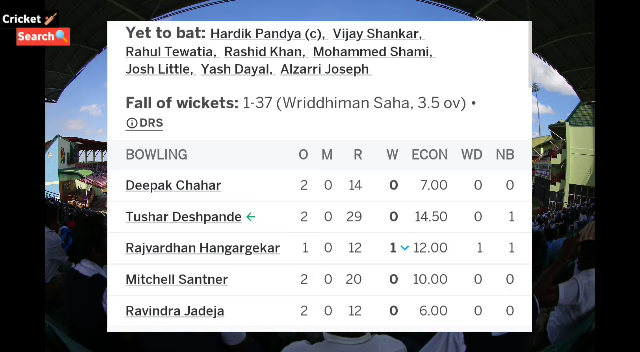 Cricket 🏏
Search🔍
Yet to bat: Hardik Pandya (c), Vijay Shankar,
Rahul Tewatia, Rashid Khan, Mohammed Shami,
Josh Little, Yash Dayal, Alzarri Joseph
Fall of wickets: 1-37 (Wriddhiman Saha, 3.5 ov) •
DRS
BOWLING O M R W ECON WD NB
Deepak Chahar 2 0 14 0 7.00 0 0
Tushar Deshpande ← 2 0 29 0 14.50 0 1
Rajvardhan Hangargekar 1 0 12 1 12.00 1 1
Mitchell Santner 2 0 20 0 10.00 0 0
Ravindra Jadeja 2 0 12 0 6.00 0 0